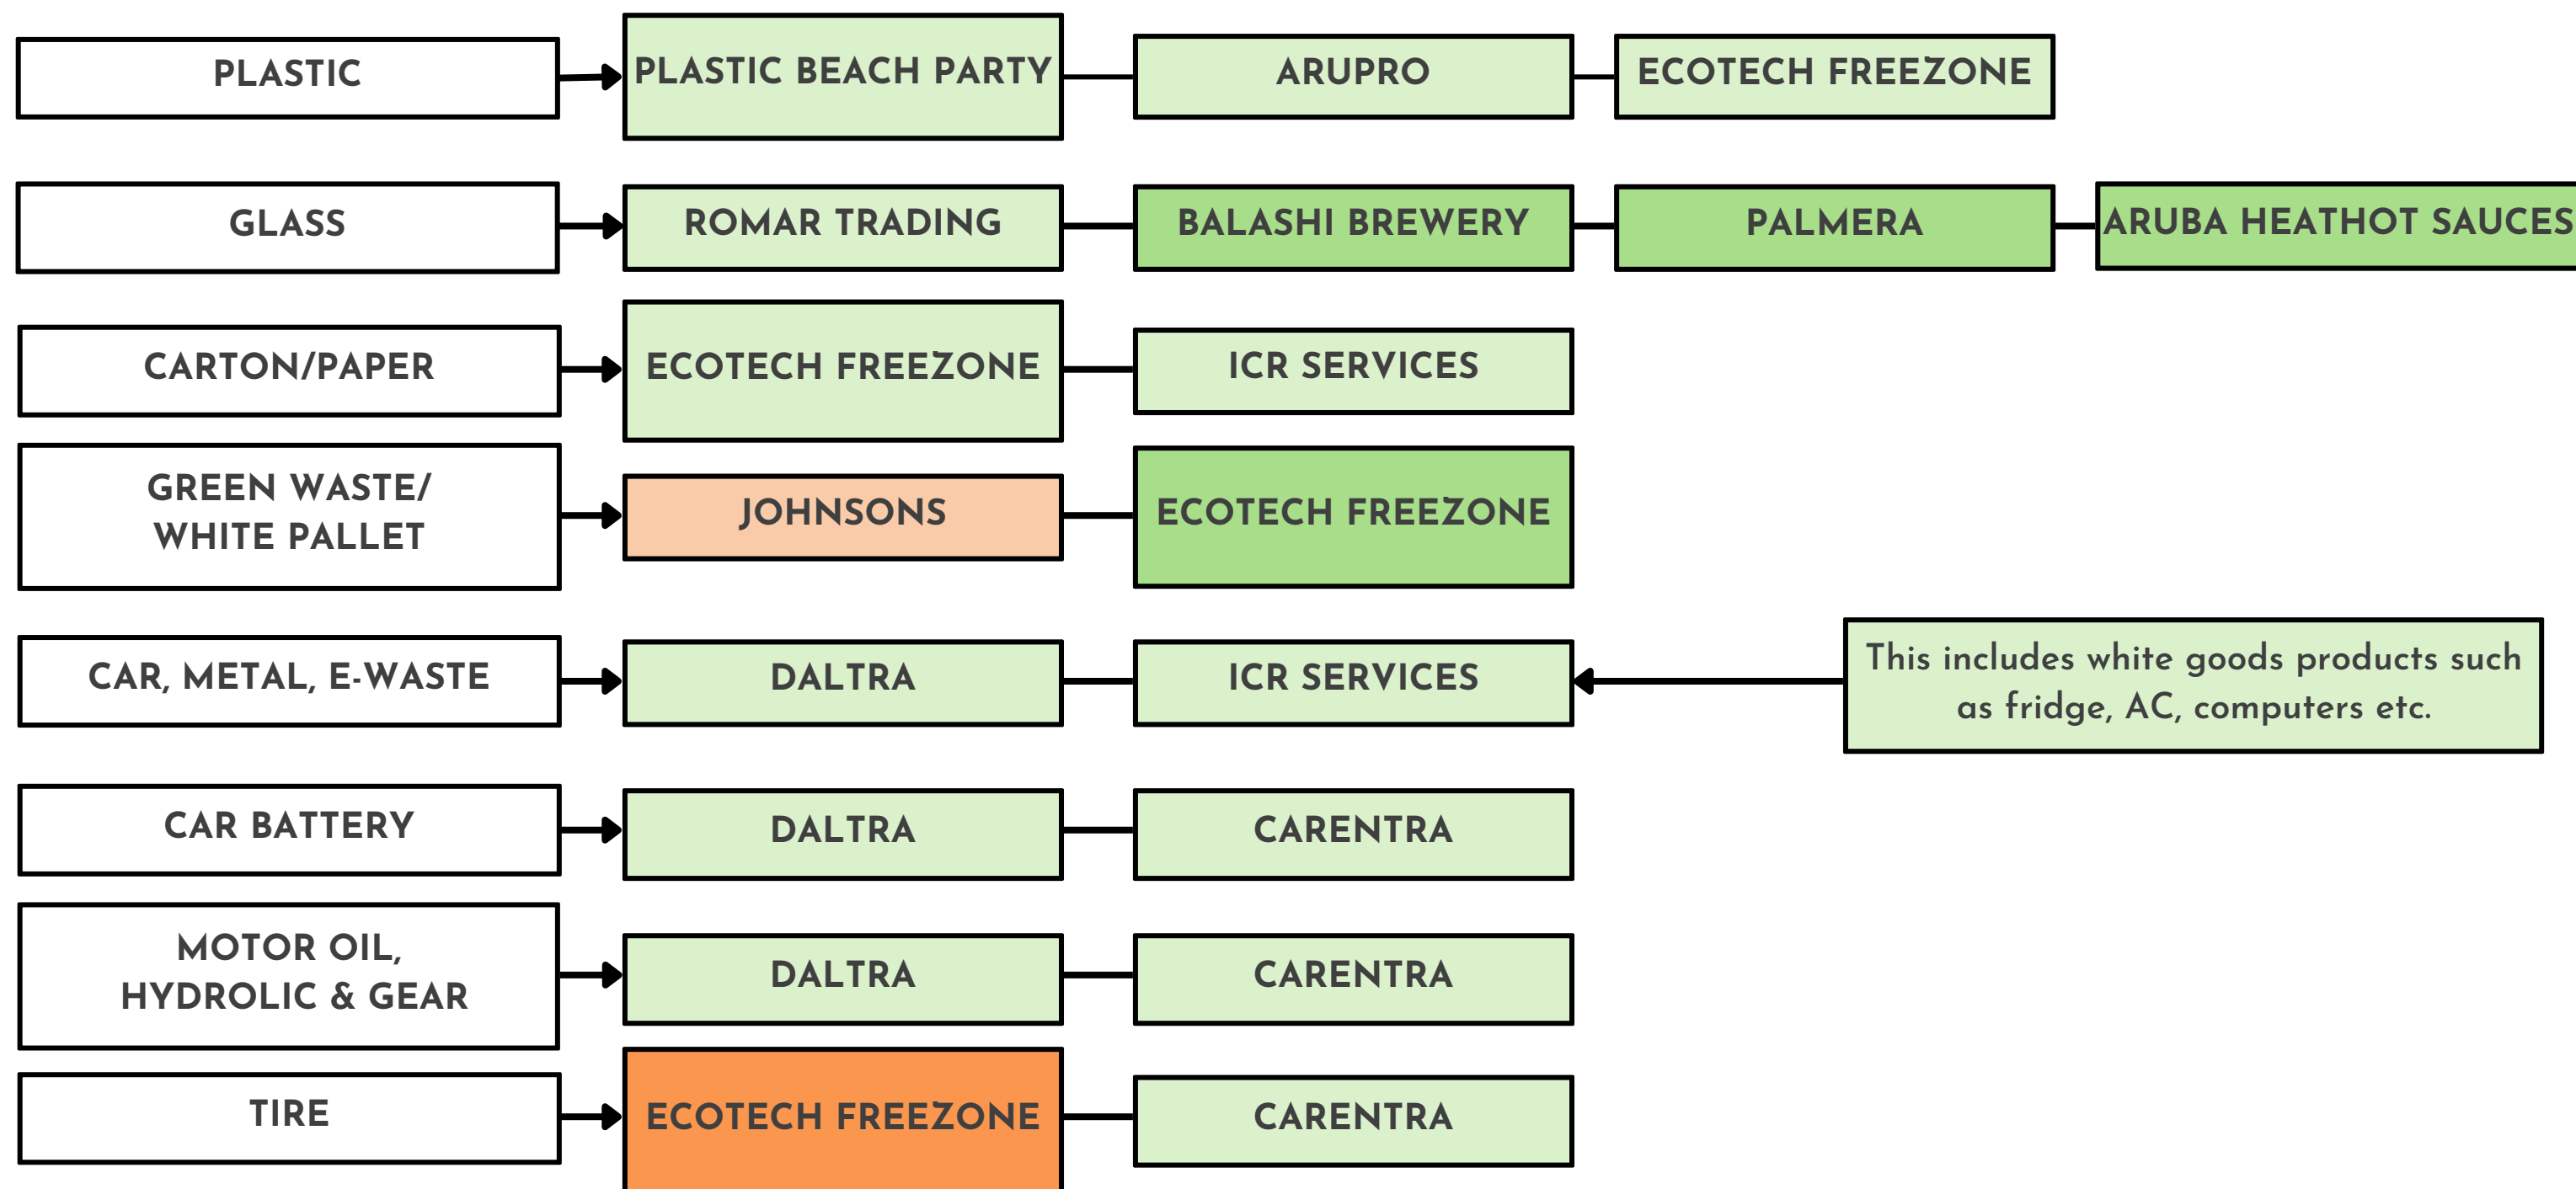 PLASTIC
PLASTIC BEACH PARTY
ARUPRO
ECOTECH FREEZONE
GLASS
ROMAR TRADING
BALASHI BREWERY
PALMERA
ARUBA HEATHOT SAUCES
CARTON/PAPER
ECOTECH FREEZONE
ICR SERVICES
GREEN WASTE/
WHITE PALLET
JOHNSONS
ECOTECH FREEZONE
CAR, METAL, E-WASTE
DALTRA
ICR SERVICES
This includes white goods products such
as fridge, AC, computers etc.
CAR BATTERY
DALTRA
CARENTRA
MOTOR OIL,
HYDROLIC & GEAR
DALTRA
CARENTRA
TIRE
ECOTECH FREEZONE
CARENTRA